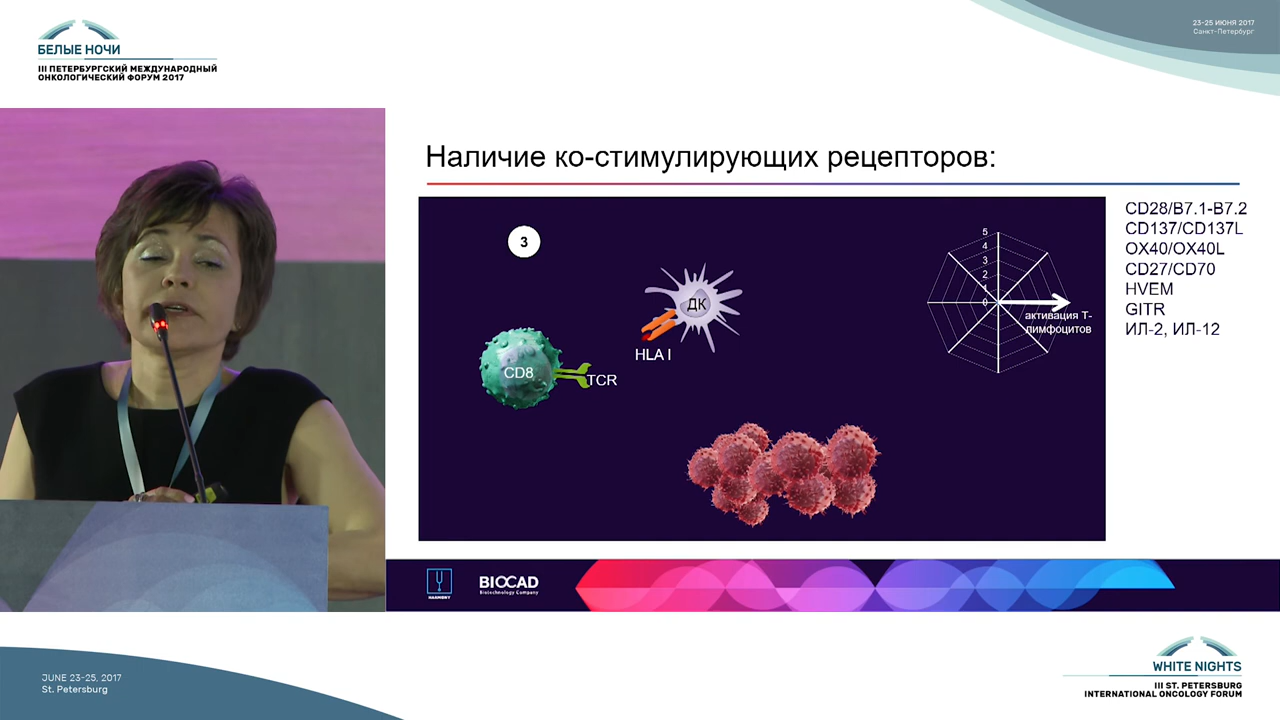 БЕЛЫЕ НОЧИ
III ПЕТЕРБУРГСКИЙ МЕЖДУНАРОДНЫЙ
ОНКОЛОГИЧЕСКИЙ ФОРУМ 2017
23-25 ИЮНЯ 2017
Санкт-Петербург
Наличие ко-стимулирующих рецепторов:
3
ДК
HLA I
CD8
TCR
5
4
3
2
1
0
активация Т-
лимфоцитов
CD28/B7.1-B7.2
CD137/CD137L
OX40/OX40L
CD27/CD70
HVEM
GITR
ИЛ-2, ИЛ-12
HARMONY
BIOCAD
Biotechnology Company
JUNE 23-25, 2017
St. Petersburg
WHITE NIGHTS
III ST. PETERSBURG
INTERNATIONAL ONCOLOGY FORUM